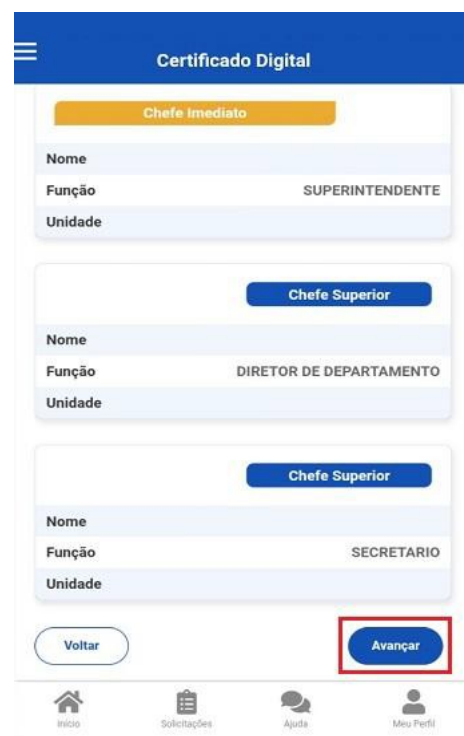 Certificado Digital
Chefe Imediato
Nome
Função SUPERINTENDENTE
Unidade
Chefe Superior
Nome
Função DIRETOR DE DEPARTAMENTO
Unidade
Chefe Superior
Nome
Função SECRETARIO
Unidade
Voltar Avançar
Início Solicitações Ajuda Meu Perfil